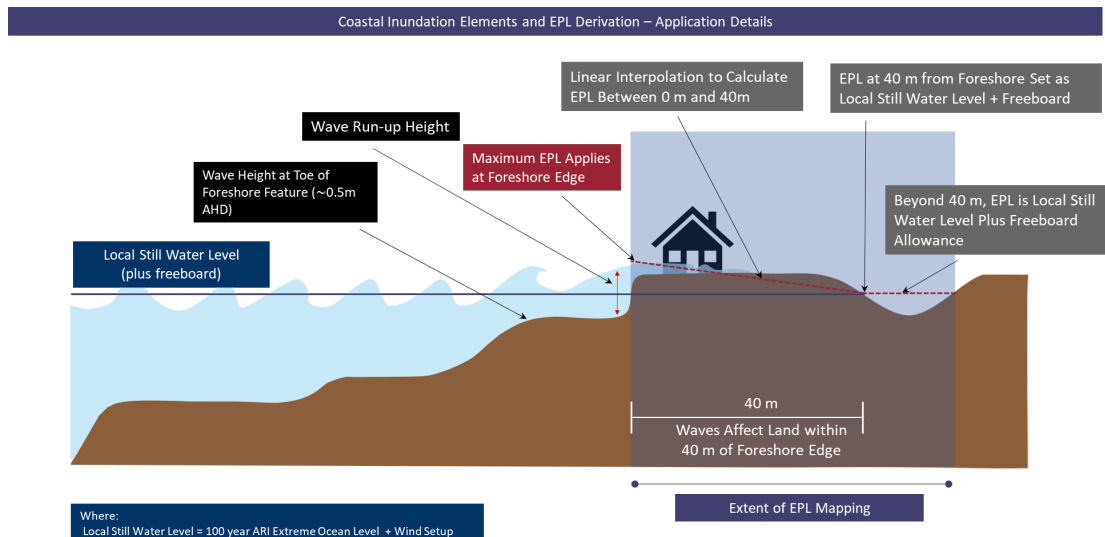 Coastal Inundation Elements and EPL Derivation – Application Details
Linear Interpolation to Calculate
EPL Between 0 m and 40m
EPL at 40 m from Foreshore Set as
Local Still Water Level + Freeboard
Wave Run-up Height
Maximum EPL Applies
at Foreshore Edge
Wave Height at Toe of
Foreshore Feature (~0.5m
AHD)
Beyond 40 m, EPL is Local Still
Water Level Plus Freeboard
Allowance
Local Still Water Level
(plus freeboard)
40 m
Waves Affect Land within
40 m of Foreshore Edge
Extent of EPL Mapping
Where:
Local Still Water Level = 100 year ARI Extreme Ocean Level + Wind Setup